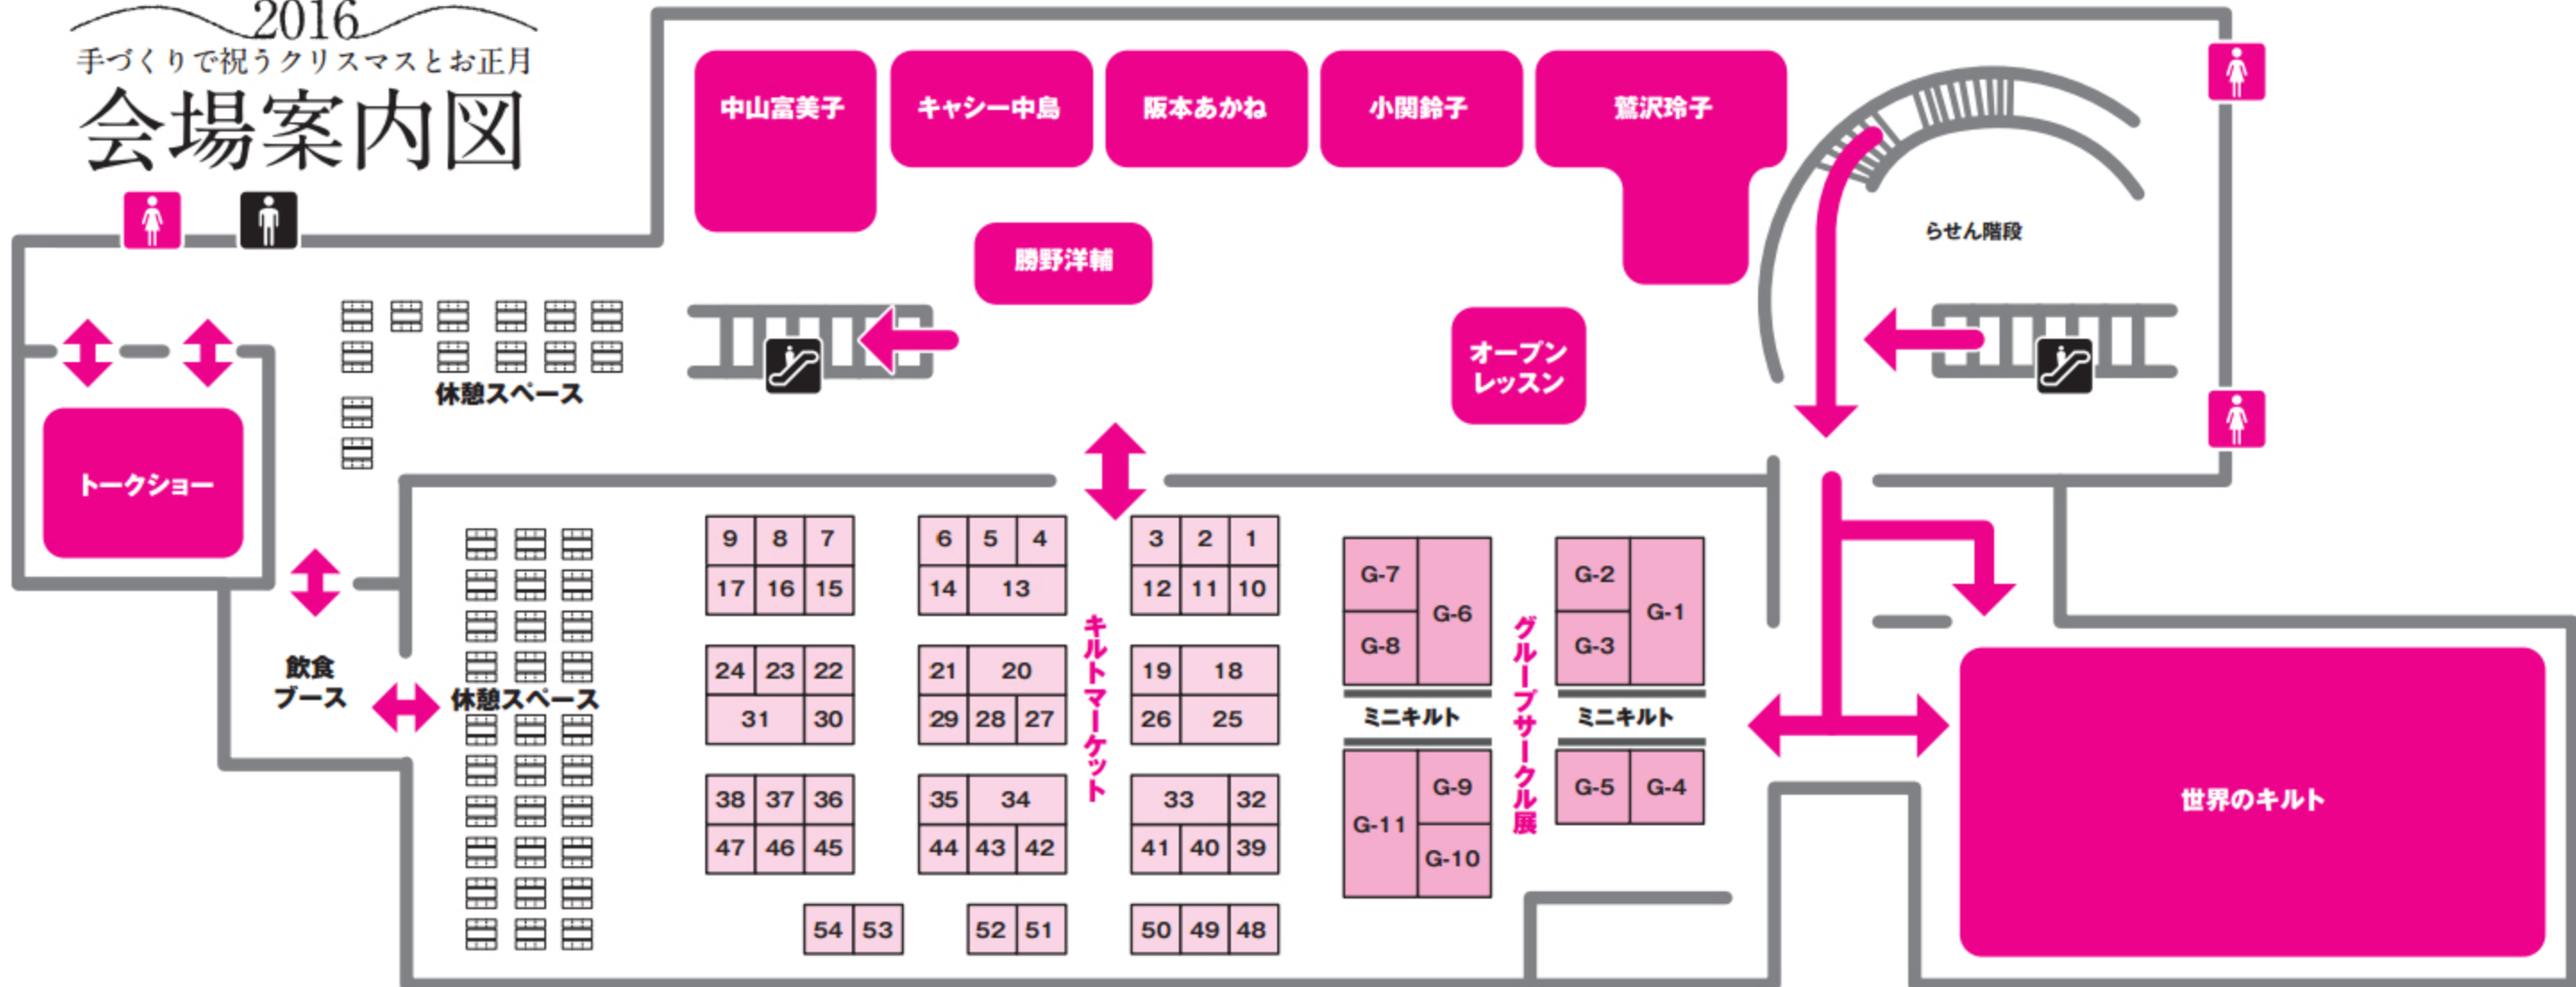 2016
手づくりで祝うクリスマスとお正月
会場案内図
中山富美子
キャシー中島
阪本あかね
小関鈴子
鷲沢玲子
勝野洋輔
らせん階段
オープン
レッスン
休憩スペース
トークショー
飲食
ブース
休憩スペース
9 8 7
17 16 15
6 5 4
14 13
3 2 1
12 11 10
24 23 22
31 30
21 20
29 28 27
19 18
26 25
38 37 36
47 46 45
35 34
44 43 42
33 32
41 40 39
54 53
52 51
50 49 48
キルトマーケット
G-7
G-6
G-8
ミニキルト
G-9
G-11
G-10
グループサークル展
G-2
G-1
G-3
ミニキルト
G-5 G-4
世界のキルト